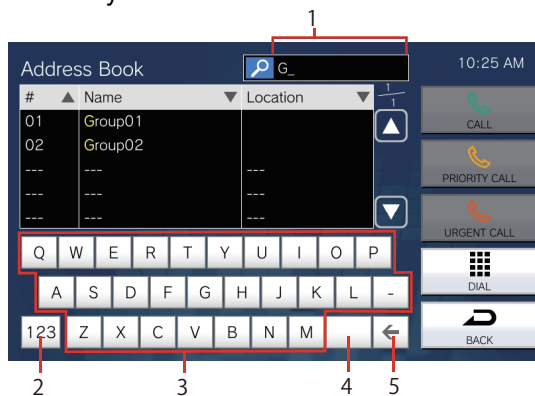 1
Address Book
G_
10:25 AM
# Name Location 1/1
01 Group01
02 Group02
--- --- ---
--- --- ---
--- --- ---
CALL
PRIORITY CALL
URGENT CALL
DIAL
BACK
Q W E R T Y U I O P
A S D F G H J K L -
123 Z X C V B N M
2 3 4 5